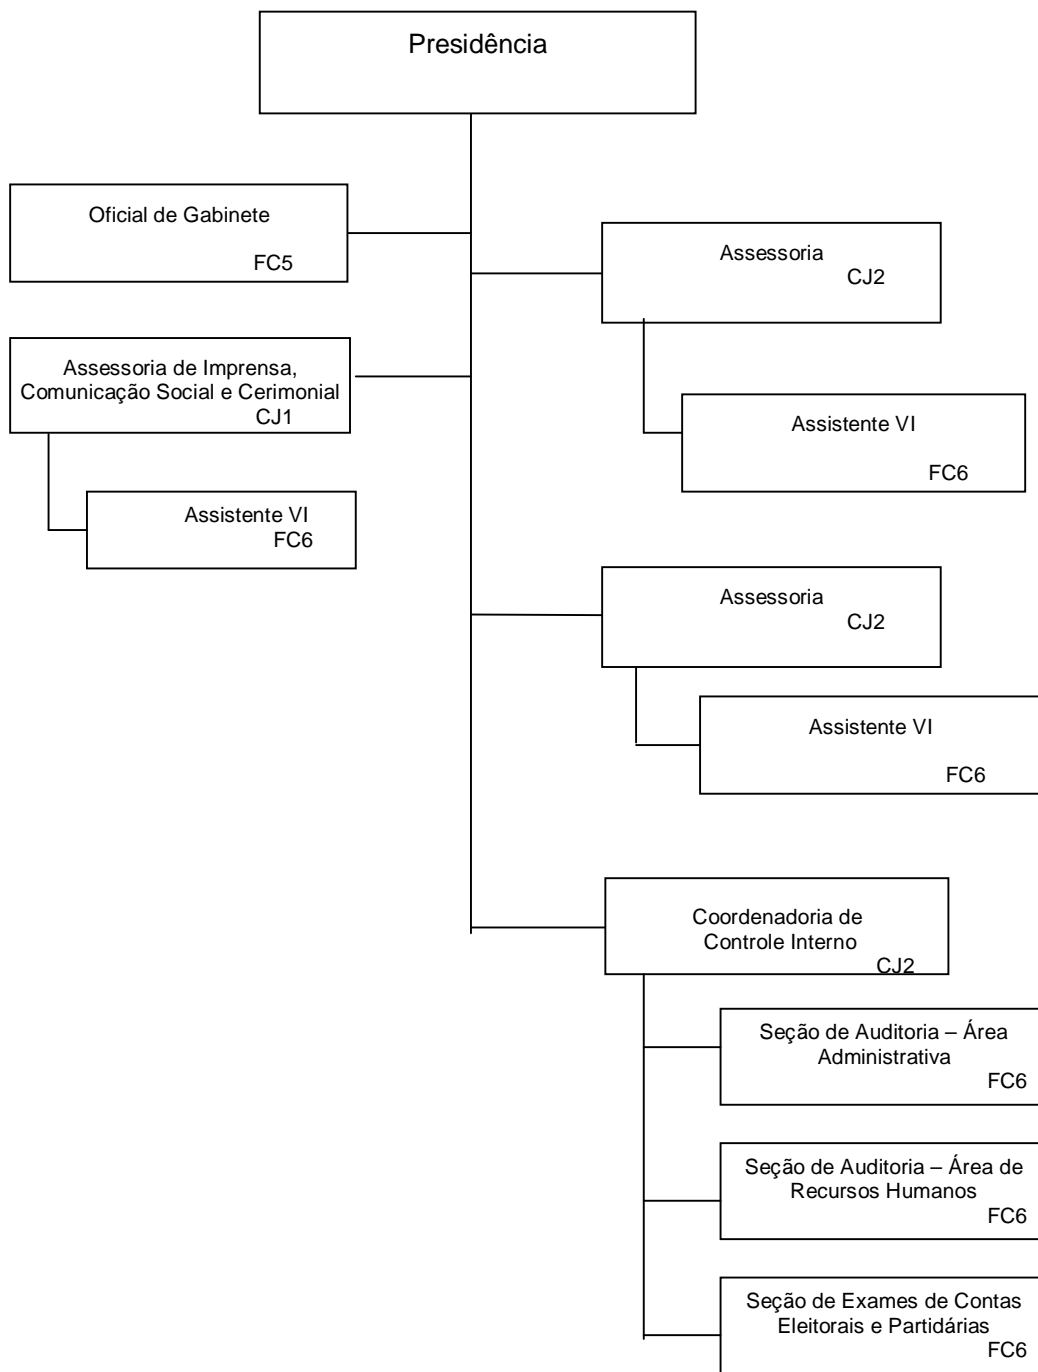 Presidência
Oficial de Gabinete
FC5
Assessoria
CJ2
Assessoria de Imprensa,
Comunicação Social e Cerimonial
CJ1
Assistente VI
FC6
Assistente VI
FC6
Assessoria
CJ2
Assistente VI
FC6
Coordenadoria de
Controle Interno
CJ2
Seção de Auditoria – Área
Administrativa
FC6
Seção de Auditoria – Área de
Recursos Humanos
FC6
Seção de Exames de Contas
Eleitorais e Partidárias
FC6